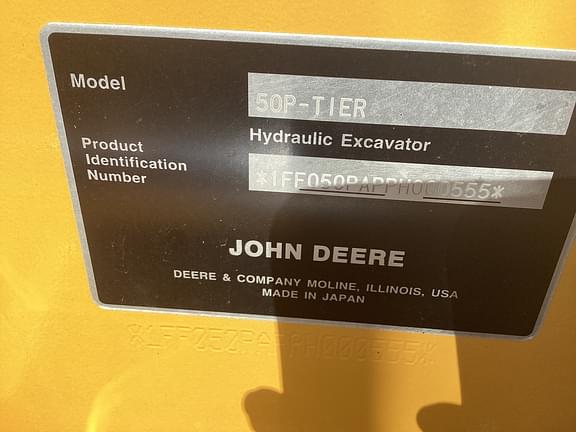 Model
50P-TIER
Hydraulic Excavator
Product
Identification
Number
*1FF050PAPPH000555*
JOHN DEERE
DEERE & COMPANY MOLINE, ILLINOIS, USA
MADE IN JAPAN
*1FF050PAPPH000555*